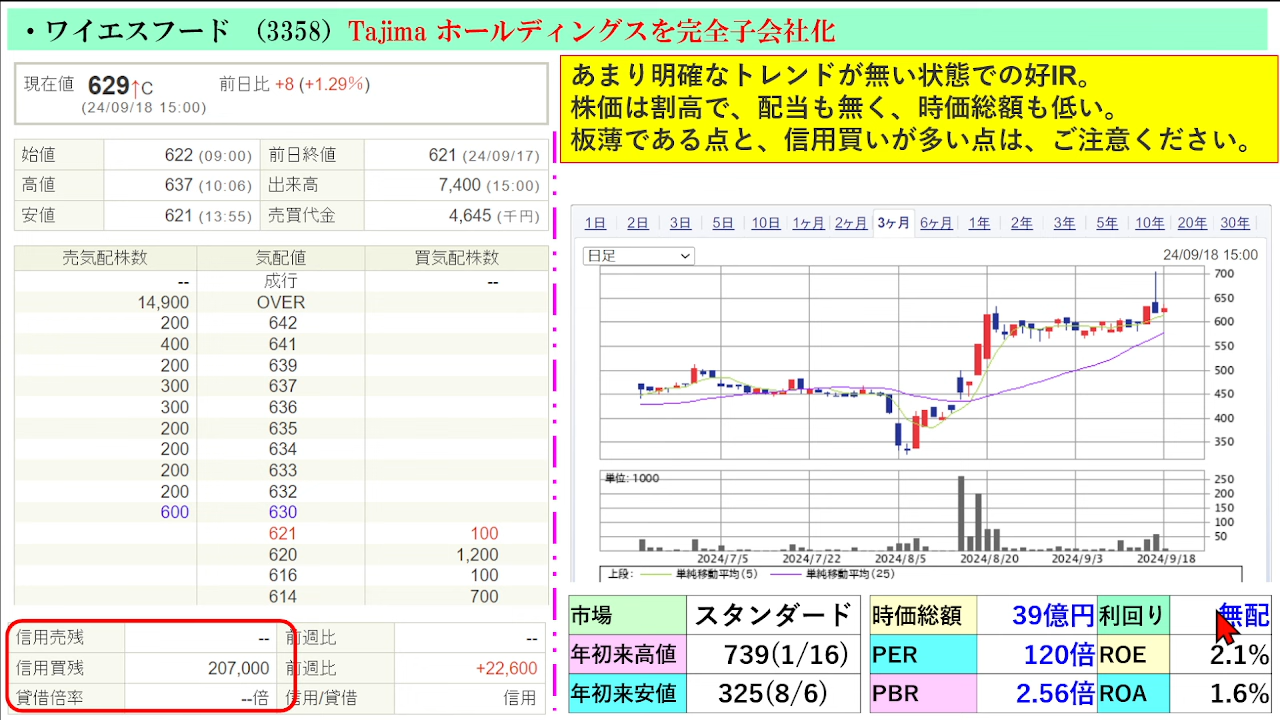 ・ワイエスフード （3358）Tajima ホールディングスを完全子会社化
現在値 629↑C 前日比 +8 (+1.29%)
(24/09/18 15:00)
始値 622 (09:00) 前日終値 621 (24/09/17)
高値 637 (10:06) 出来高 7,400 (15:00)
安値 621 (13:55) 売買代金 4,645 (千円)
売気配株数 気配値 買気配株数
-- 成行 --
14,900 OVER
200 642
400 641
200 639
300 637
300 636
200 635
200 634
200 633
200 632
600 630
621 100
620 1,200
616 100
614 700
信用売残 -- 前週比 --
信用買残 207,000 前週比 +22,600
貸借倍率 --倍 信用/貸借 信用
あまり明確なトレンドが無い状態での好IR。
株価は割高で、配当も無く、時価総額も低い。
板薄である点と、信用買いが多い点は、ご注意ください。
1日 2日 3日 5日 10日 1ヶ月 2ヶ月 3ヶ月 6ヶ月 1年 2年 3年 5年 10年 20年 30年
日足 24/09/18 15:00
700
650
600
550
500
450
400
350
単位: 1000
250
200
150
100
50
2024/7/5 2024/7/22 2024/8/5 2024/8/20 2024/9/3 2024/9/18
上段: 単純移動平均(5) 単純移動平均(25)
市場 スタンダード 時価総額 39億円 利回り 無配
年初来高値 739(1/16) PER 120倍 ROE 2.1%
年初来安値 325(8/6) PBR 2.56倍 ROA 1.6%